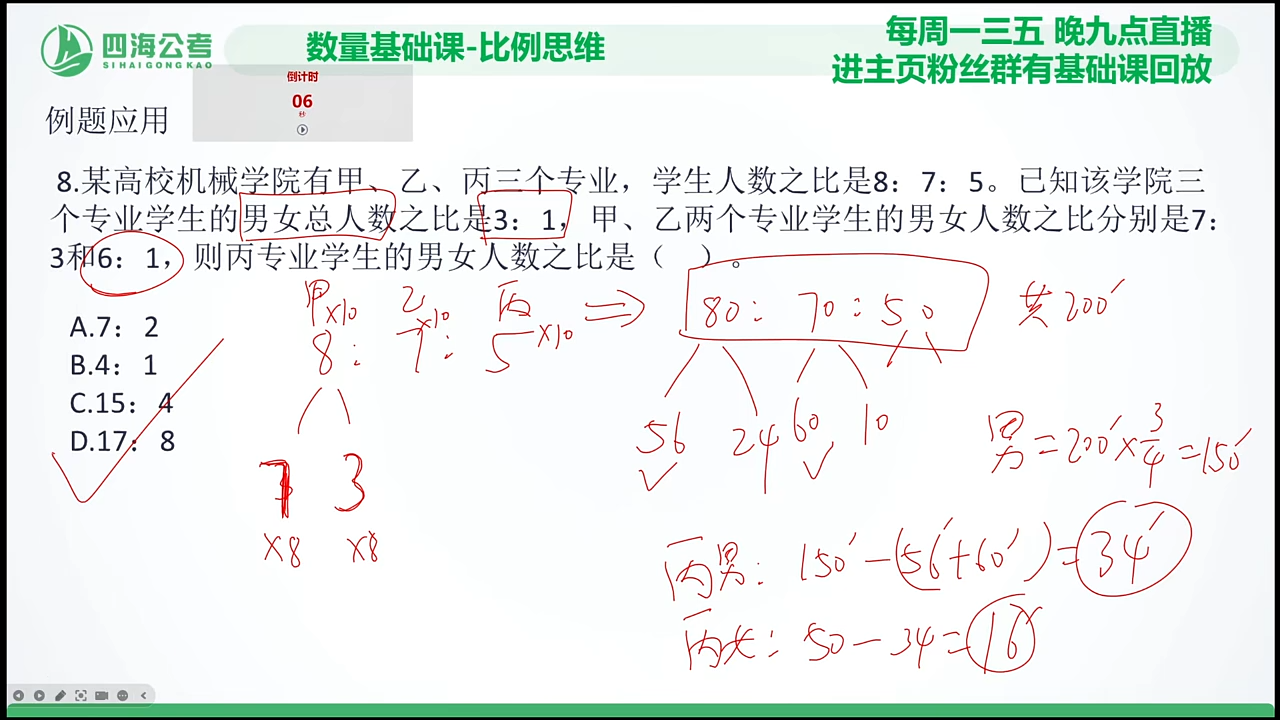 四海公考
SIHAIGONGKAO
数量基础课-比例思维
每周一三五 晚九点直播
进主页粉丝群有基础课回放
倒计时
06
秒
例题应用
8.某高校机械学院有甲、乙、丙三个专业，学生人数之比是8：7：5。已知该学院三
个专业学生的男女总人数之比是3：1，甲、乙两个专业学生的男女人数之比分别是7：
3和6：1，则丙专业学生的男女人数之比是（ ）。
A.7：2
B.4：1
C.15：4
D.17：8
甲×10 乙×10 丙×10
8: 7: 5
⇒ 80: 70: 50 共200'
7 3
×8 ×8
56 24 60 10
男=200'×3/4=150'
丙男: 150'-(56'+60')=34'
丙女: 50-34=16'